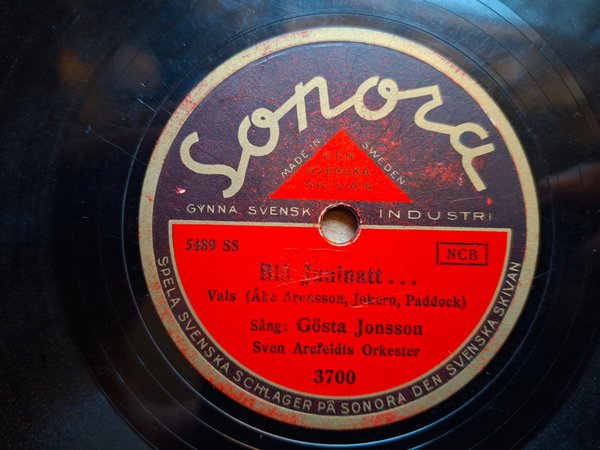 Sonora
MADE IN SWEDEN
DEN
SVENSKA
SKIVAN
GYNNA SVENSK INDUSTRI
5489 SS
NCB
Blå Juninatt ...
Vals (Åke Aronsson, Jokern, Paddock)
Sång: Gösta Jonsson
Sven Arefeldts Orkester
3700
SPELA SVENSKA SCHLAGER PÅ SONORA DEN SVENSKA SKIVAN